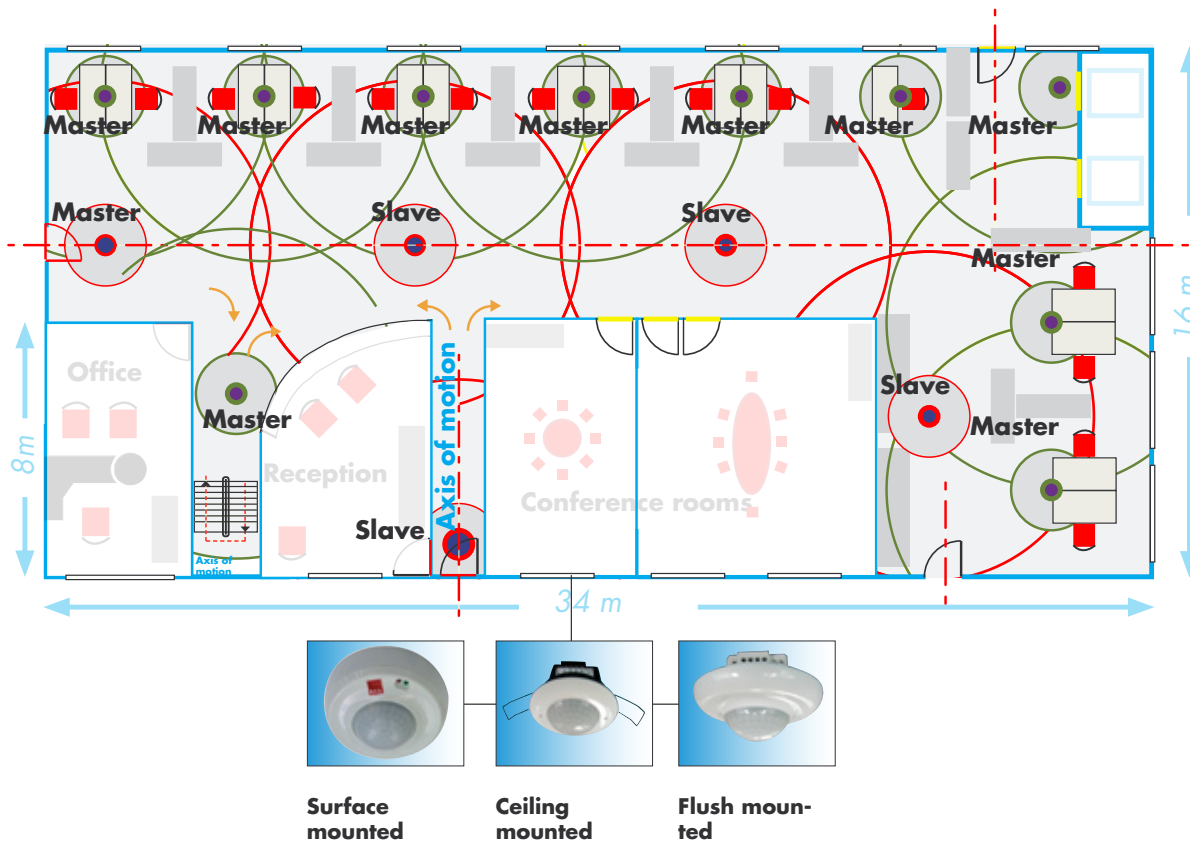 Master
Master
Master
Master
Master
Master
Master
Master
Slave
Slave
Master
16 m
Office
Master
Axis of motion
Slave
Master
8m
Reception
Slave
Conference rooms
Axis of
motion
34 m
Surface
mounted
Ceiling
mounted
Flush moun-
ted